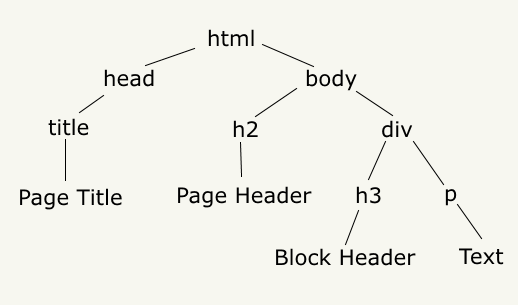 html
head body
title h2 div
Page Title Page Header h3 p
Block Header Text